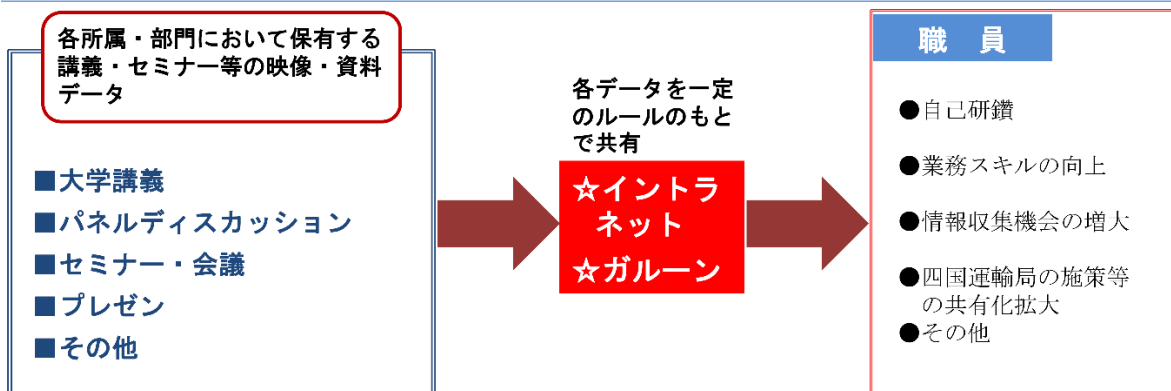 各所属・部門において保有する
講義・セミナー等の映像・資料
データ
■大学講義
■パネルディスカッション
■セミナー・会議
■プレゼン
■その他
各データを一定
のルールのもと
で共有
☆イントラ
ネット
☆ガルーン
職　員
●自己研鑽
●業務スキルの向上
●情報収集機会の増大
●四国運輸局の施策等
の共有化拡大
●その他